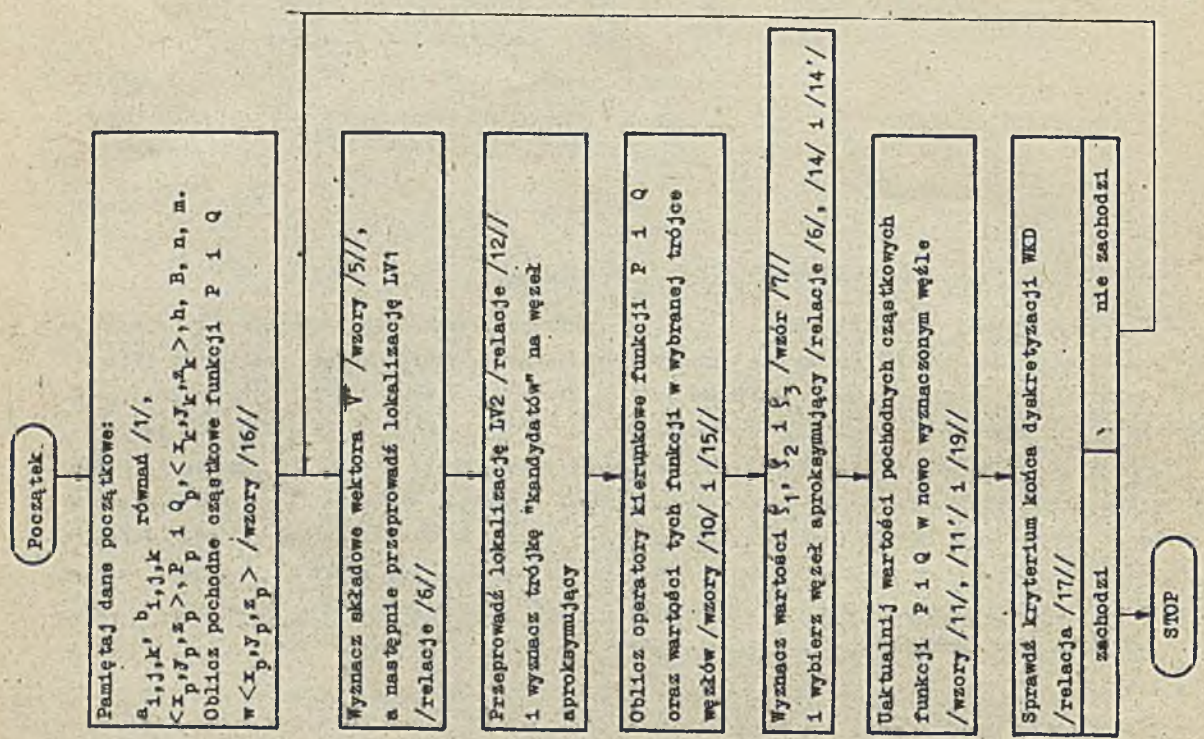 Początek
Pamiętaj dane początkowe:
a i,j,k, b i,j,k równań /1/,
<x_p,y_p,z_p>, P_p i Q_p, <x_k,y_k,z_k>, h, B, n, m.
Oblicz pochodne cząstkowe funkcji P i Q
w <x_p,y_p,z_p> /wzory /16//
Wyznacz składowe wektora V /wzory /5//,
a następnie przeprowadź lokalizację LV1
/relacje /6//
Przeprowadź lokalizację LV2 /relacje /12//
i wyznacz trójkę "kandydatów" na węzeł
aproksymujący
Oblicz operatory kierunkowe funkcji P i Q
oraz wartości tych funkcji w wybranej trójce
węzłów /wzory /10/ i /15//
Wyznacz wartości ξ_1, ξ_2 i ξ_3 /wzór /7//
i wybierz węzeł aproksymujący /relacje /6/, /14/ i /14'/
Uaktualnij wartości pochodnych cząstkowych
funkcji P i Q w nowo wyznaczonym węźle
/wzory /11/, /11'/ i /19//
Sprawdź kryterium końca dyskretyzacji WKD
/relacja /17//
zachodzi
nie zachodzi
STOP